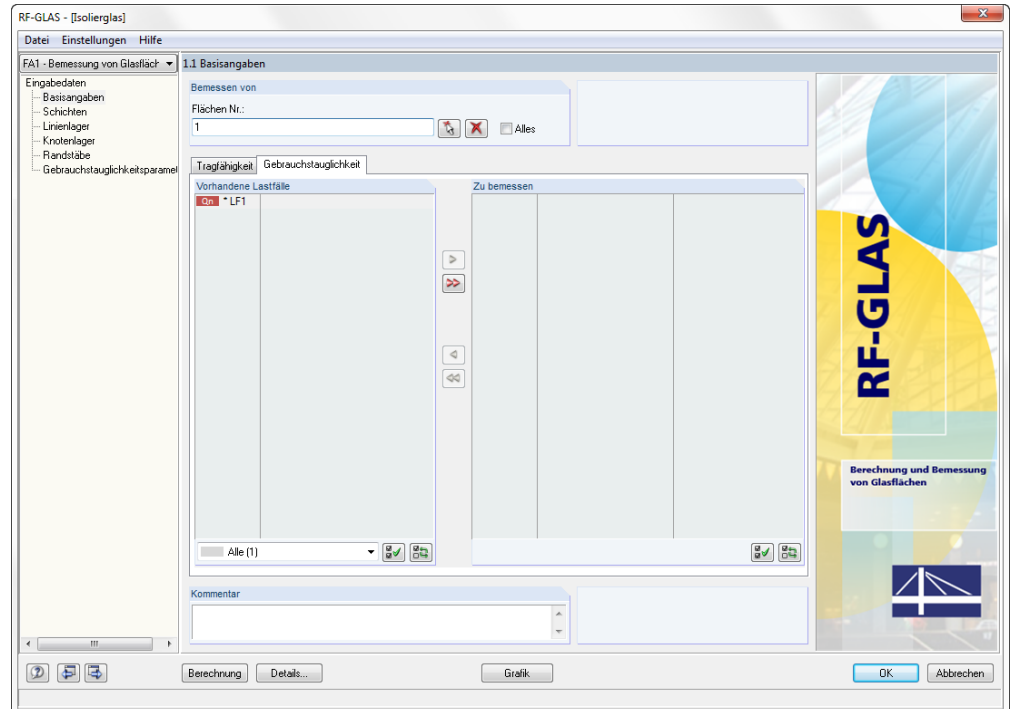 RF-GLAS - [Isolierglas]
Datei Einstellungen Hilfe
FA1 - Bemessung von Glasfläch
1.1 Basisangaben
Eingabedaten
Basisangaben
Schichten
Linienlager
Knotenlager
Randstäbe
Gebrauchstauglichkeitsparamet
Bemessen von
Flächen Nr.:
1
Alles
Tragfähigkeit Gebrauchstauglichkeit
Vorhandene Lastfälle
Qn * LF1
Zu bemessen
Alle (1)
Kommentar
RF-GLAS
Berechnung und Bemessung
von Glasflächen
Berechnung Details... Grafik OK Abbrechen